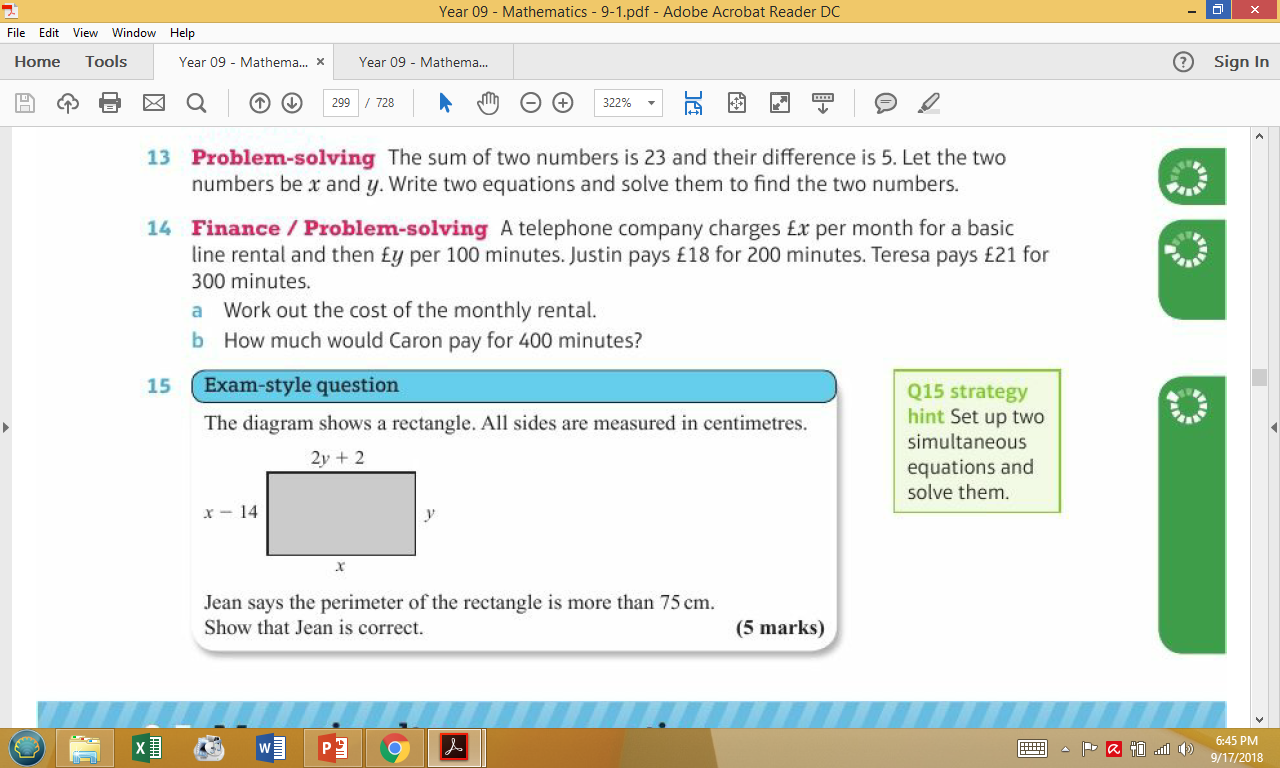 Year 09 - Mathematics - 9-1.pdf - Adobe Acrobat Reader DC
File Edit View Window Help
Home Tools Year 09 - Mathema... × Year 09 - Mathema... ? Sign In
299 / 728 322%
13 Problem-solving The sum of two numbers is 23 and their difference is 5. Let the two
numbers be x and y. Write two equations and solve them to find the two numbers.
14 Finance / Problem-solving A telephone company charges £x per month for a basic
line rental and then £y per 100 minutes. Justin pays £18 for 200 minutes. Teresa pays £21 for
300 minutes.
a Work out the cost of the monthly rental.
b How much would Caron pay for 400 minutes?
15 Exam-style question
The diagram shows a rectangle. All sides are measured in centimetres.
2y + 2
x − 14
y
x
Jean says the perimeter of the rectangle is more than 75 cm.
Show that Jean is correct. (5 marks)
Q15 strategy
hint Set up two
simultaneous
equations and
solve them.
6:45 PM
9/17/2018